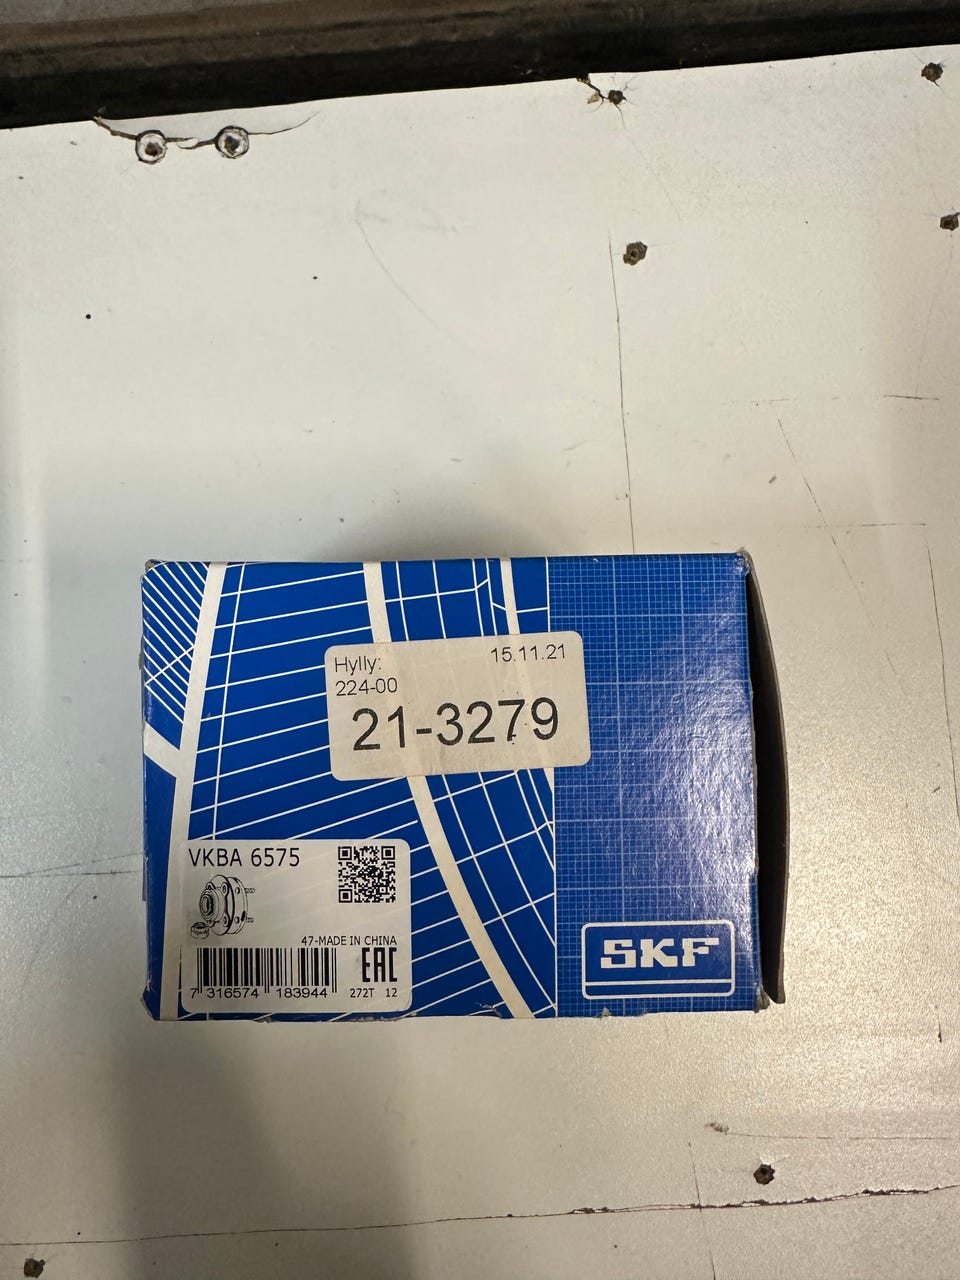 Hylly: 15.11.21
224-00
21-3279
VKBA 6575
47-MADE IN CHINA
EAC
7 316574 183944
272T 12
SKF